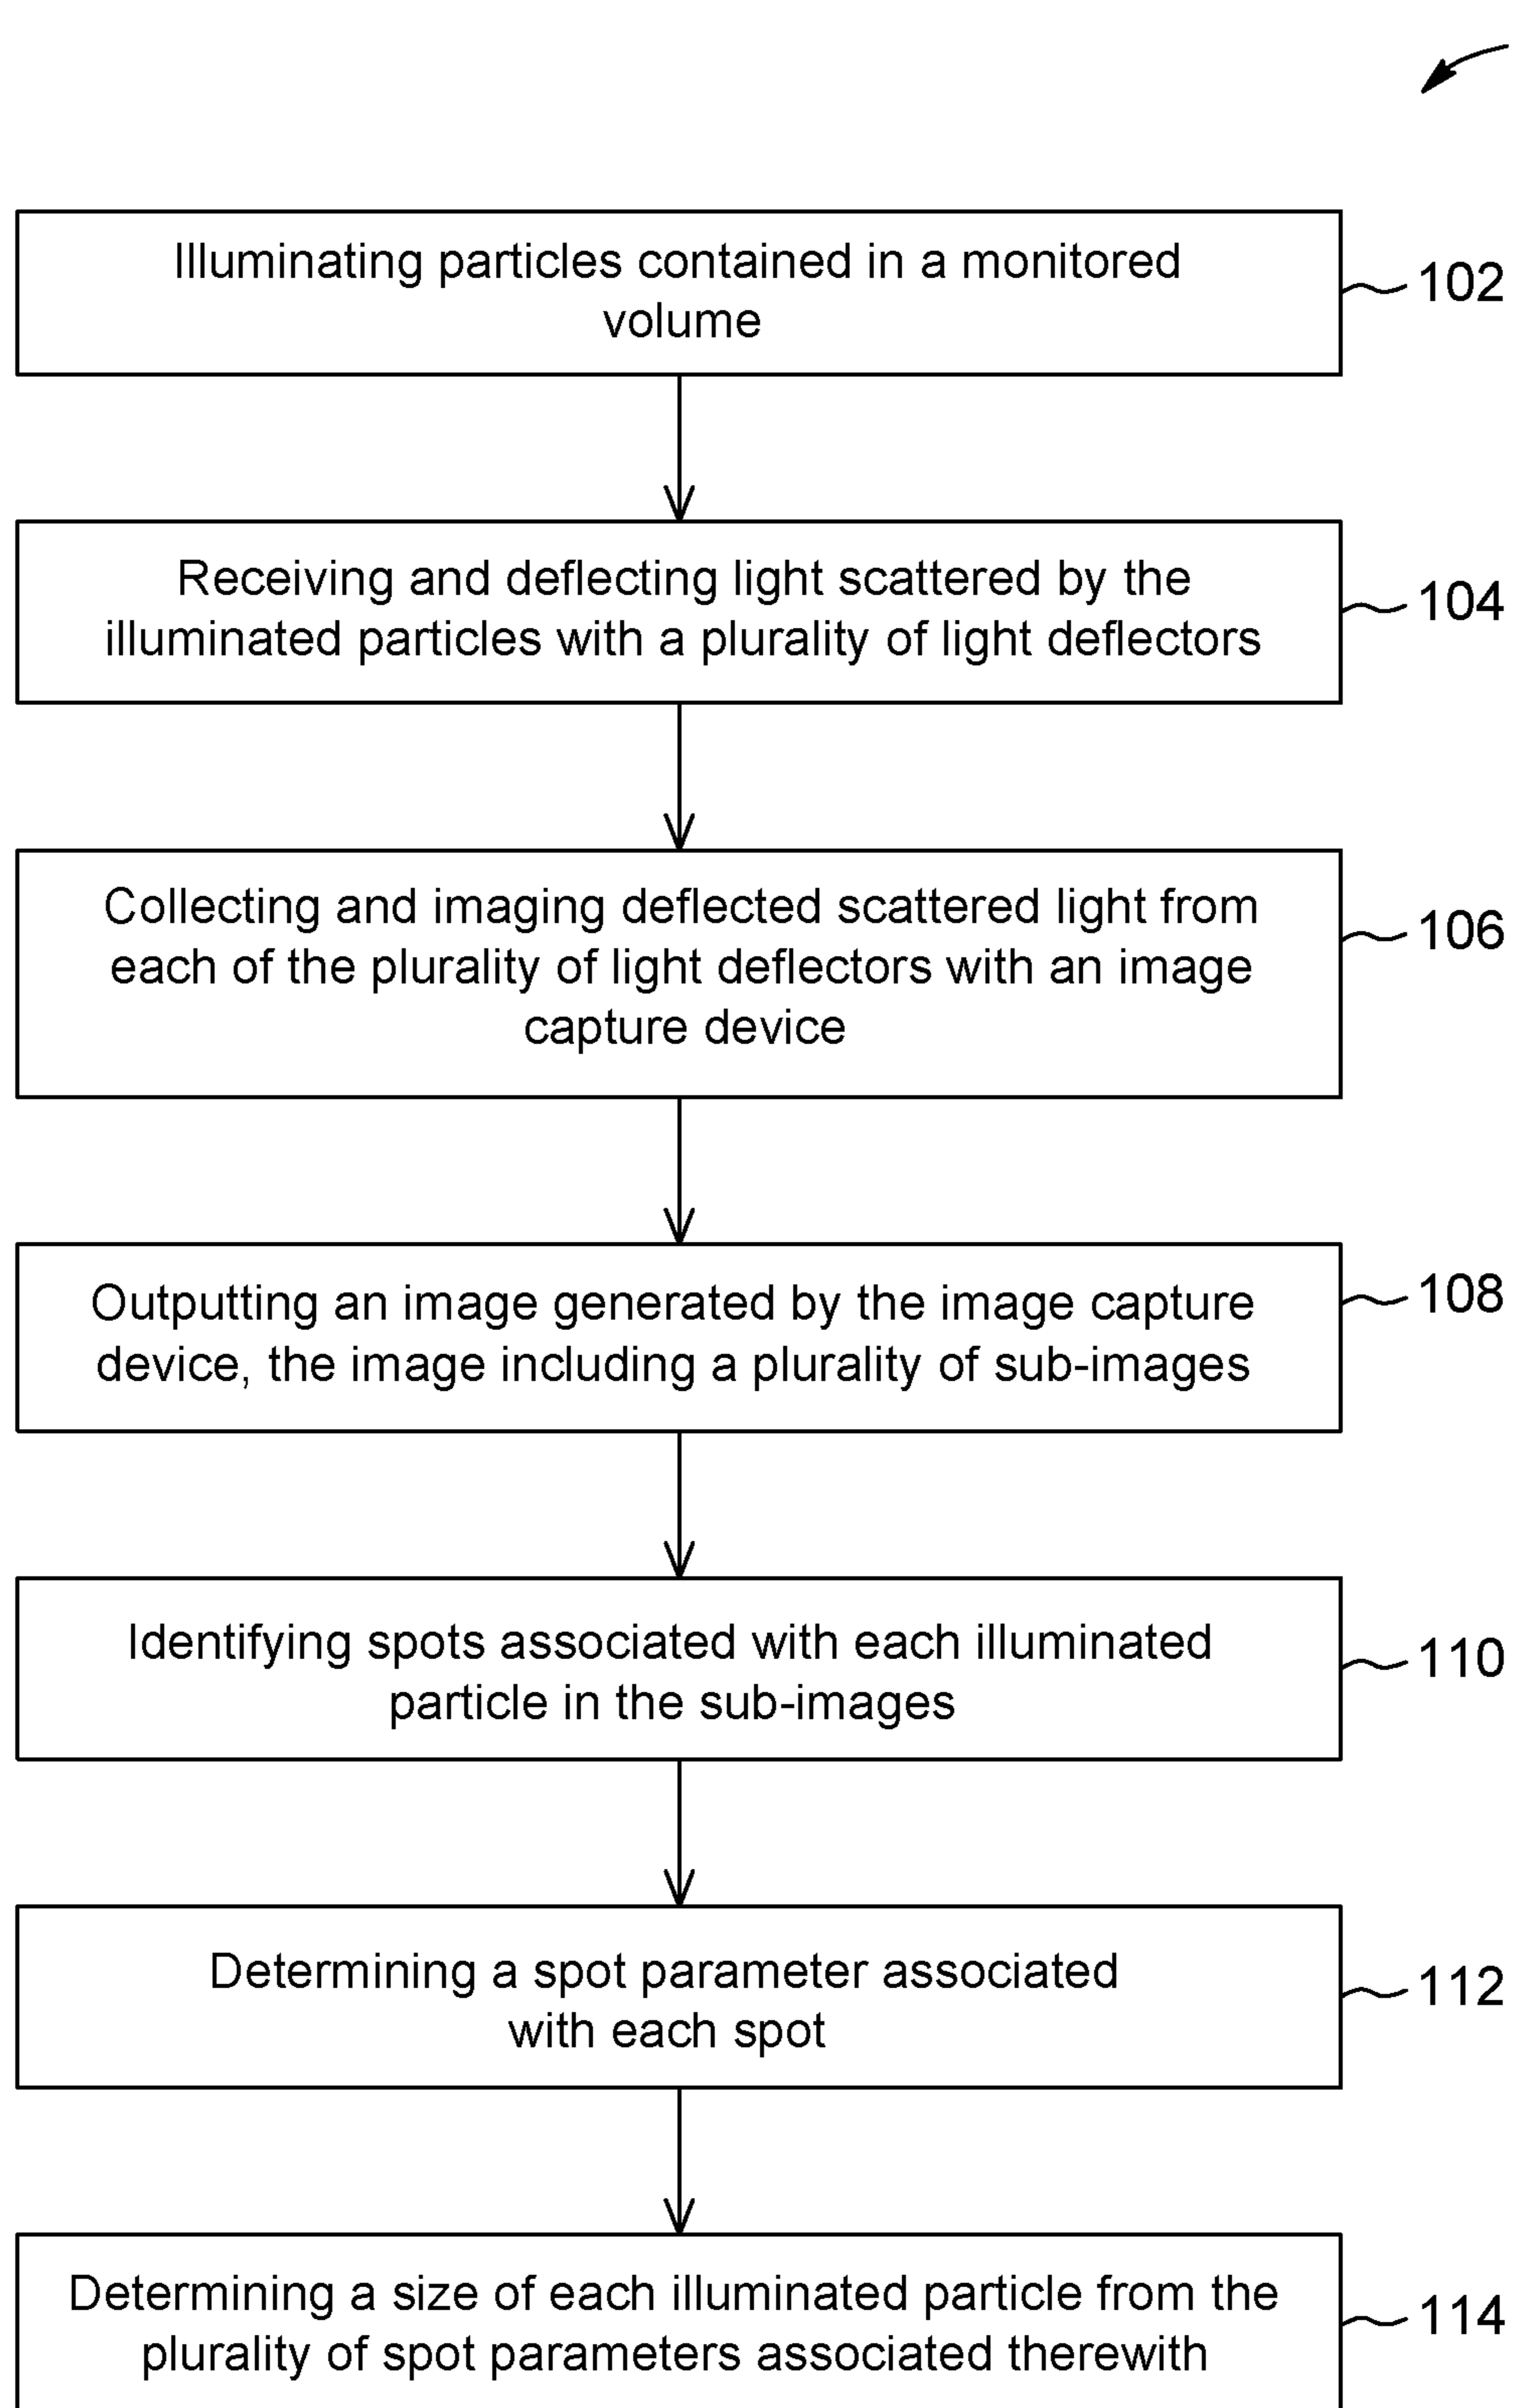 Illuminating particles contained in a monitored
volume
102
Receiving and deflecting light scattered by the
illuminated particles with a plurality of light deflectors
104
Collecting and imaging deflected scattered light from
each of the plurality of light deflectors with an image
capture device
106
Outputting an image generated by the image capture
device, the image including a plurality of sub-images
108
Identifying spots associated with each illuminated
particle in the sub-images
110
Determining a spot parameter associated
with each spot
112
Determining a size of each illuminated particle from the
plurality of spot parameters associated therewith
114